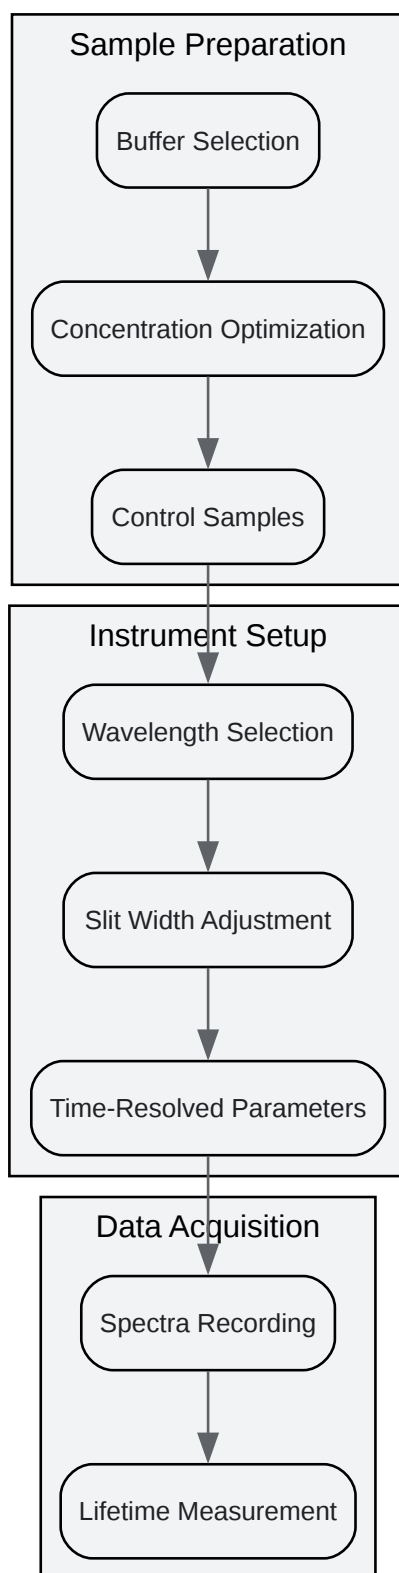 Sample Preparation
Buffer Selection
Concentration Optimization
Control Samples
Instrument Setup
Wavelength Selection
Slit Width Adjustment
Time-Resolved Parameters
Data Acquisition
Spectra Recording
Lifetime Measurement